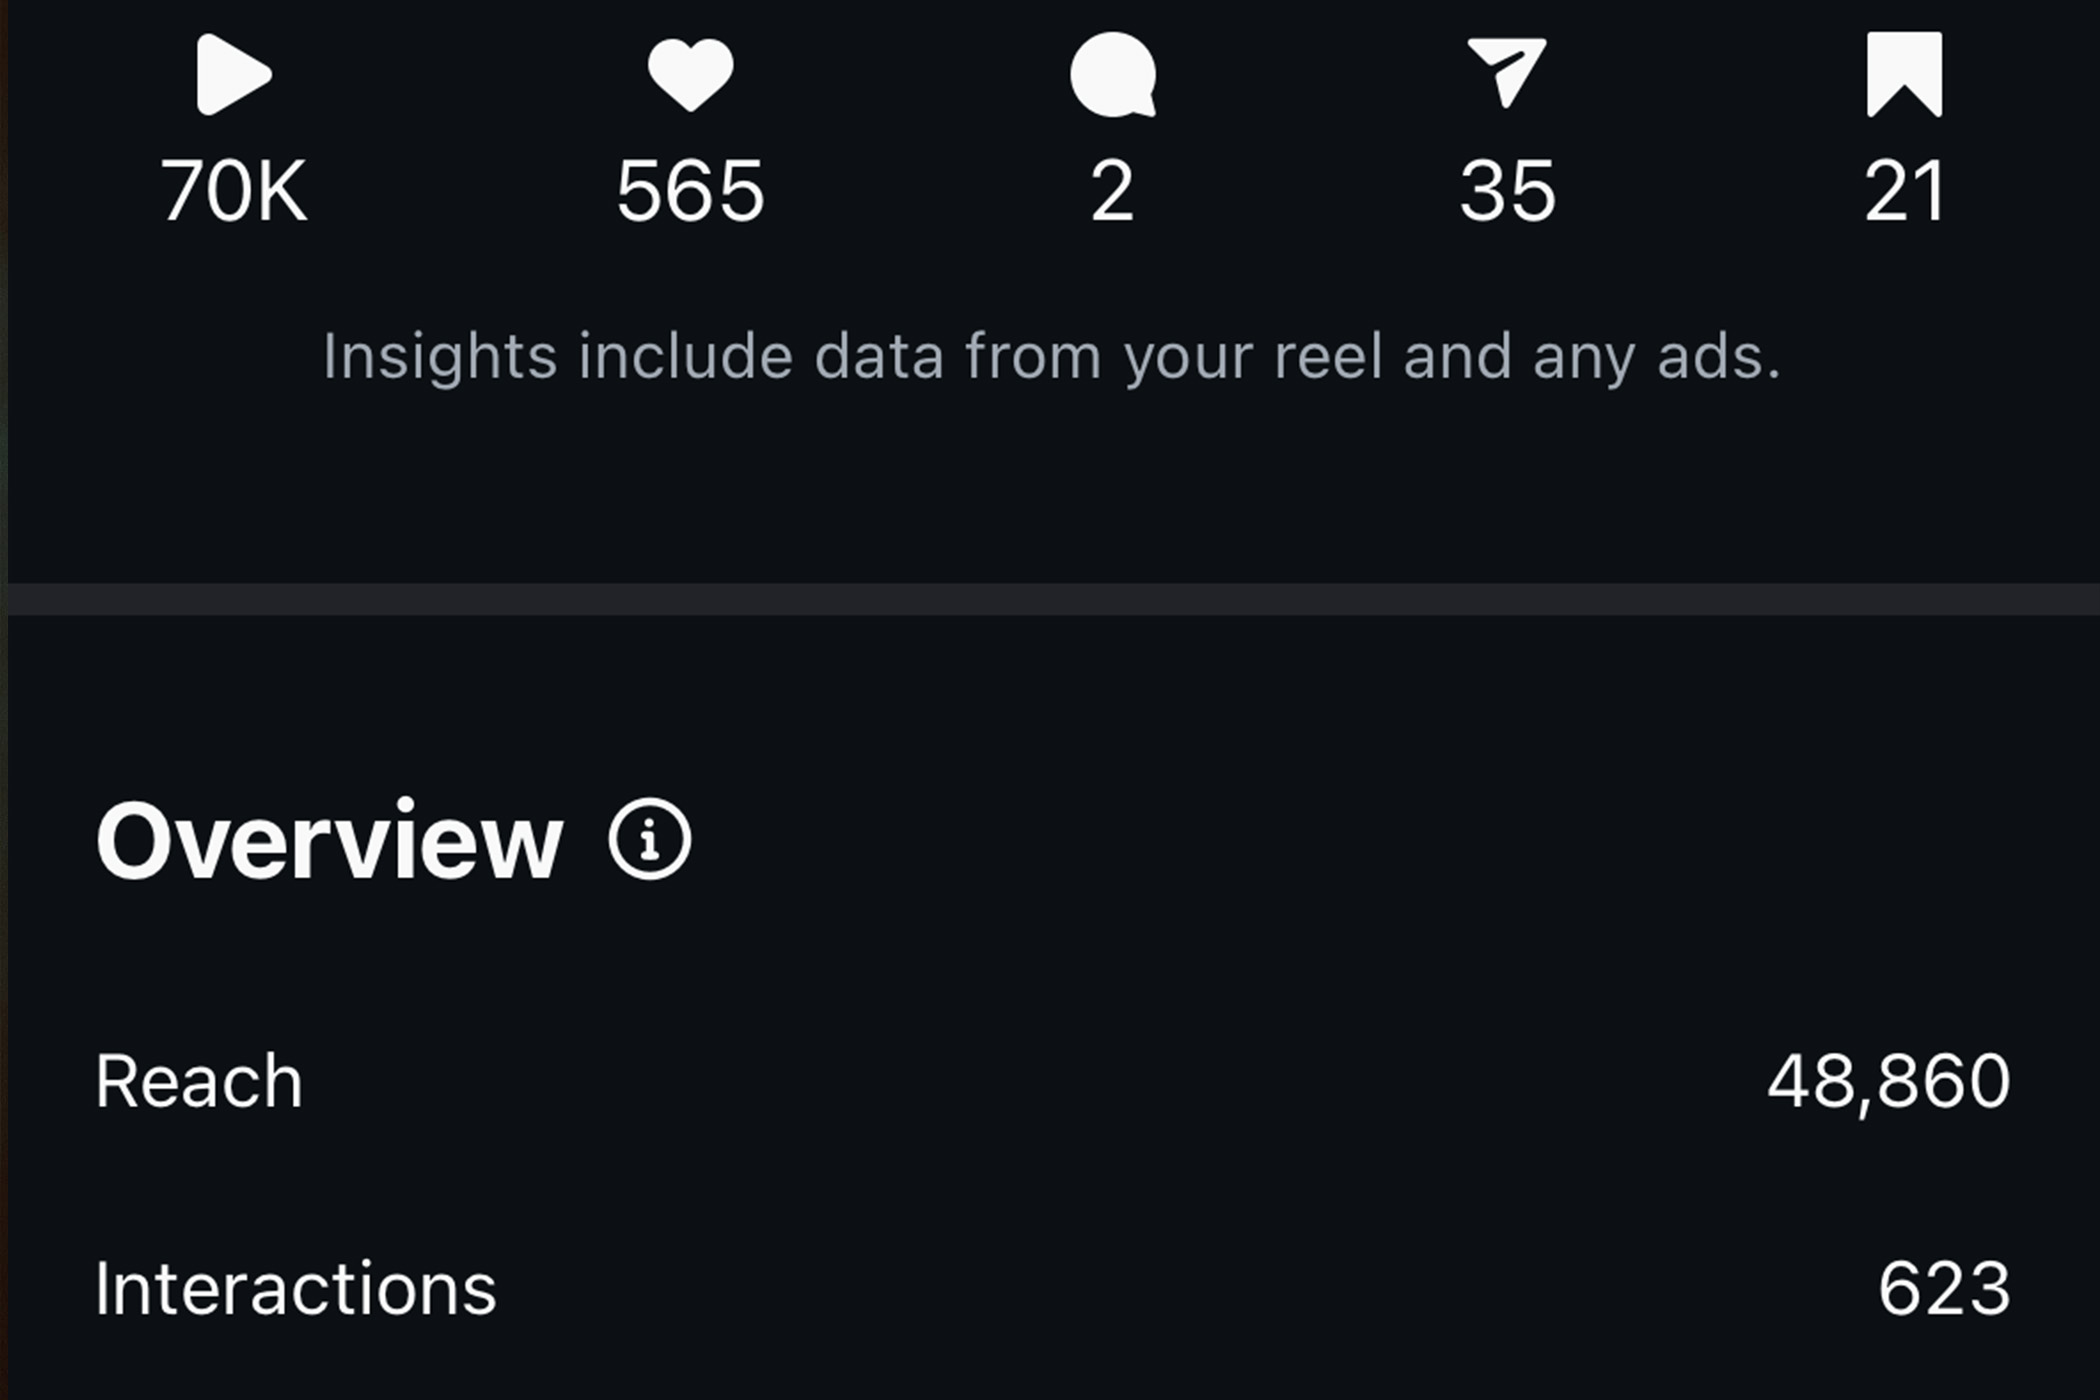 70K 565 2 35 21
Insights include data from your reel and any ads.
Overview
Reach 48,860
Interactions 623